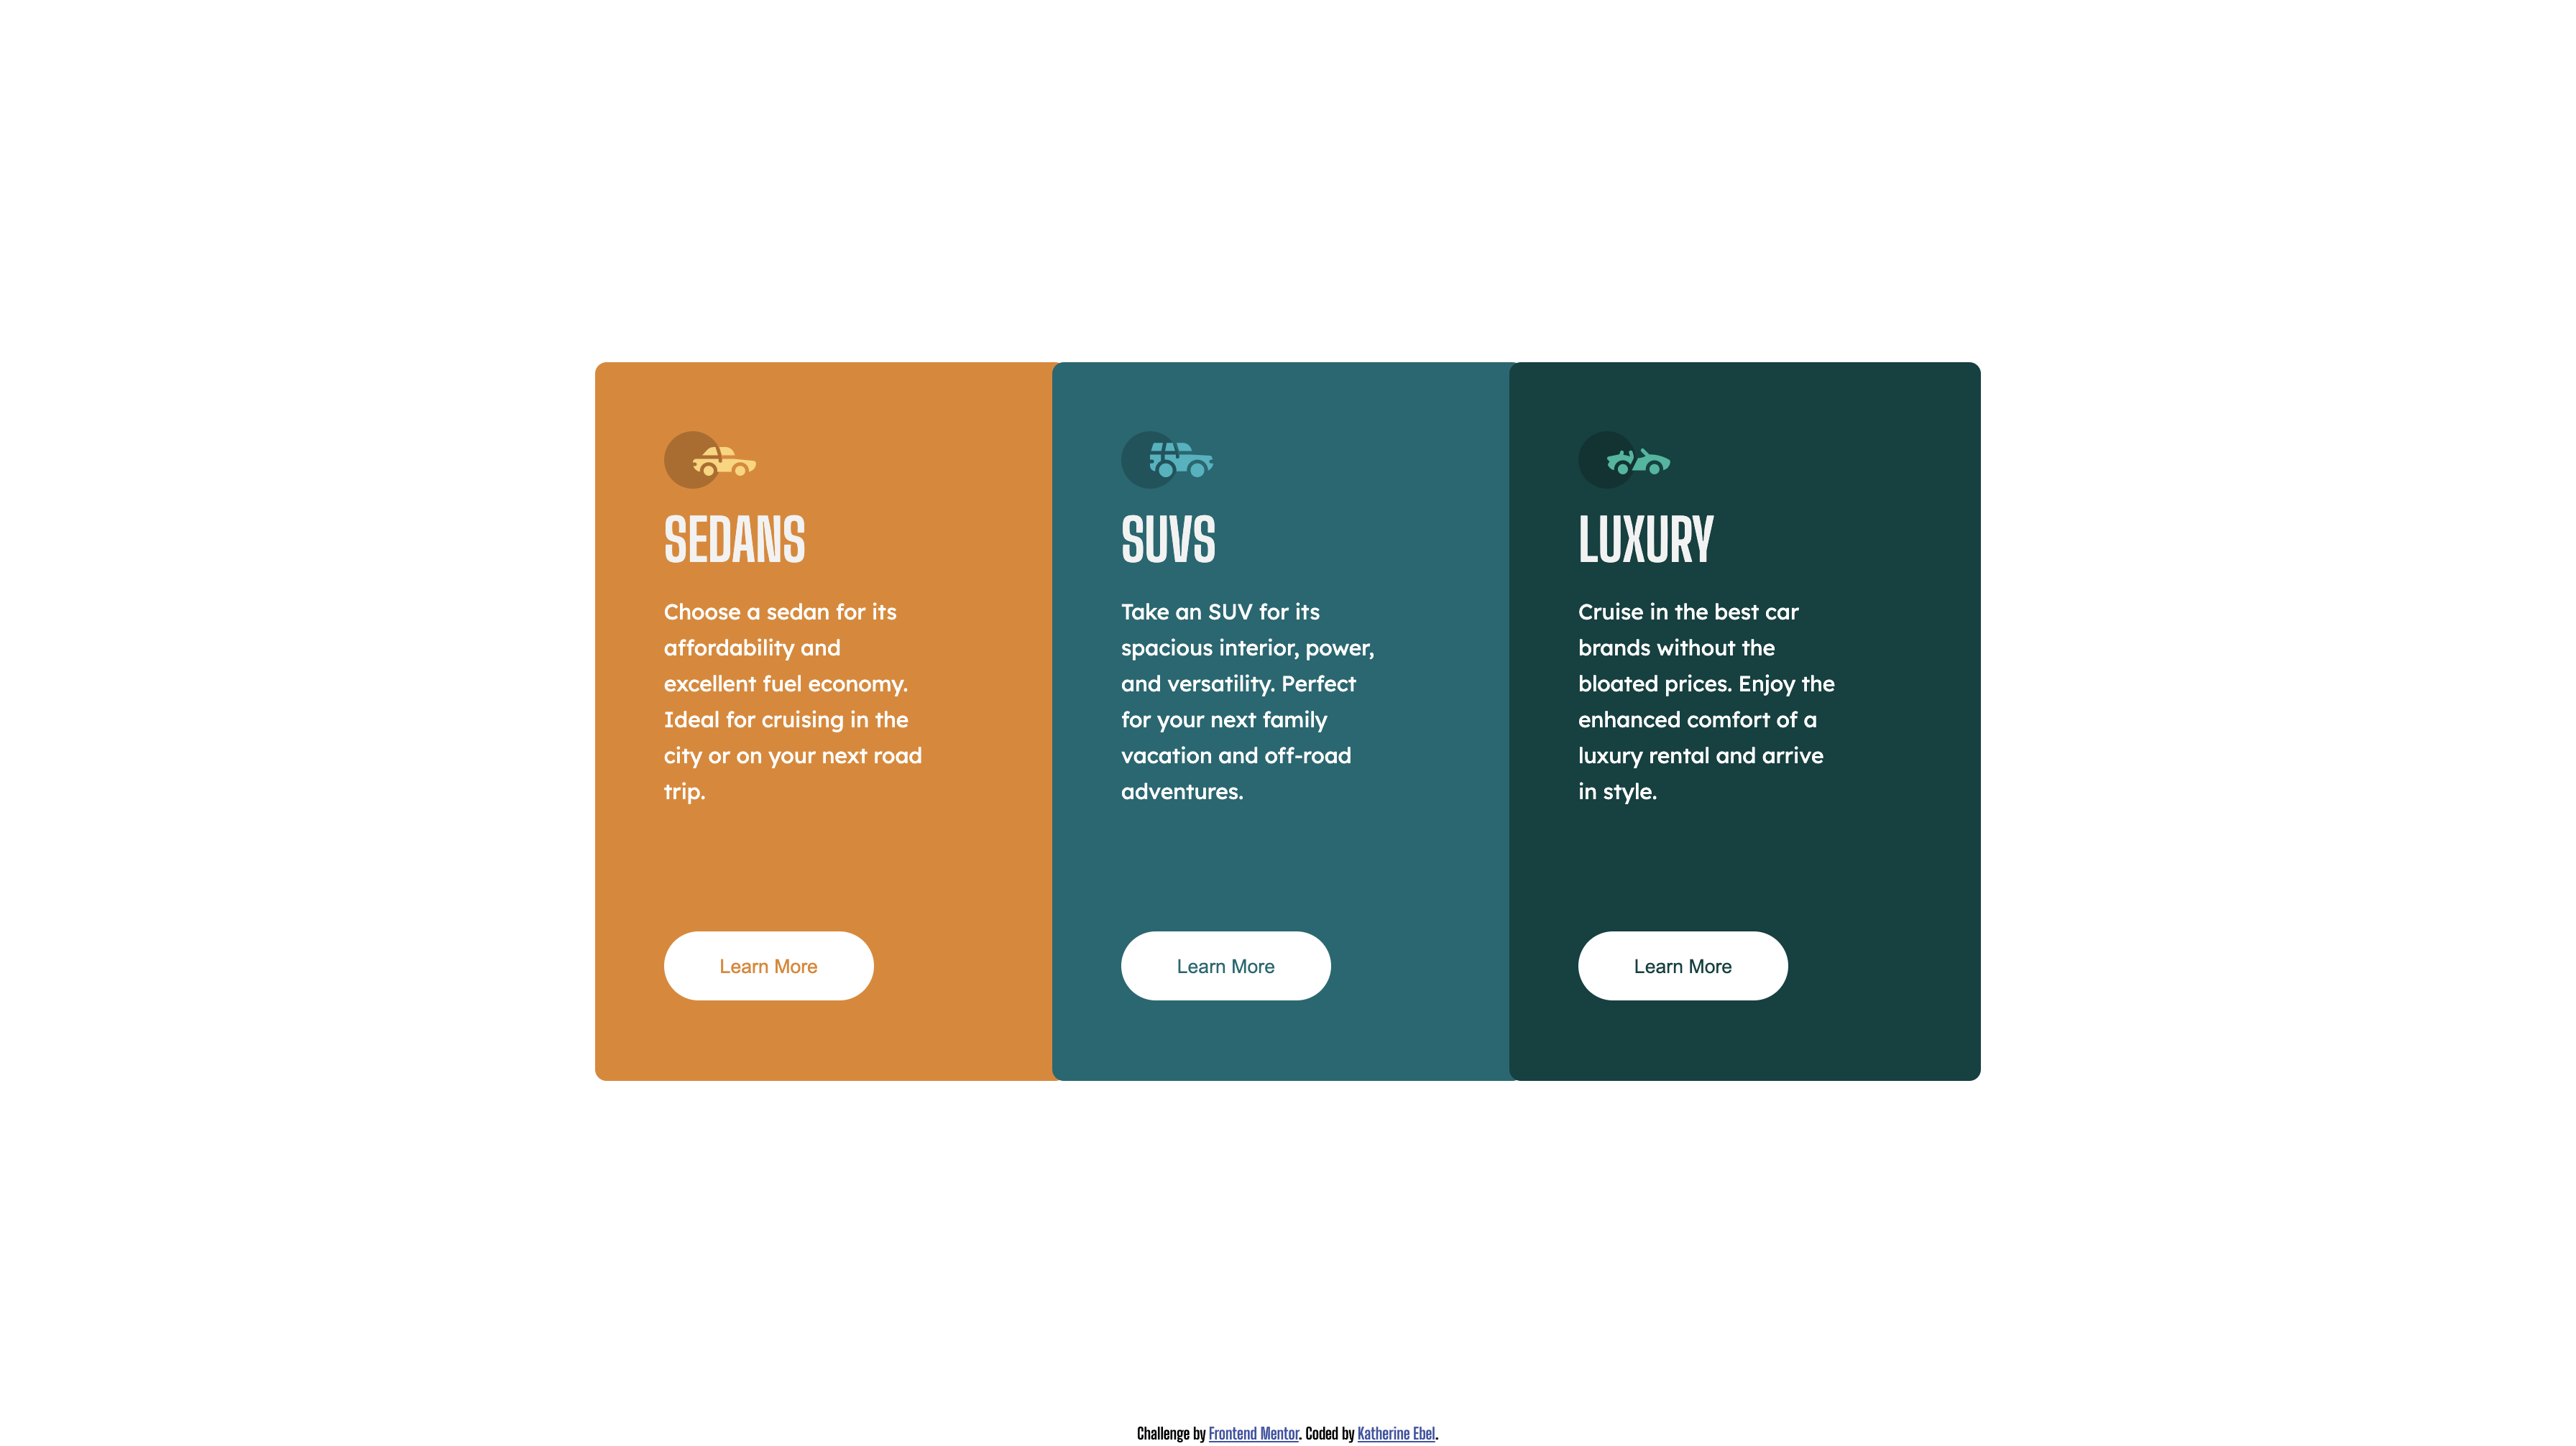 SEDANS
Choose a sedan for its
affordability and
excellent fuel economy.
Ideal for cruising in the
city or on your next road
trip.
Learn More
SUVS
Take an SUV for its
spacious interior, power,
and versatility. Perfect
for your next family
vacation and off-road
adventures.
Learn More
LUXURY
Cruise in the best car
brands without the
bloated prices. Enjoy the
enhanced comfort of a
luxury rental and arrive
in style.
Learn More
Challenge by Frontend Mentor. Coded by Katherine Ebel.